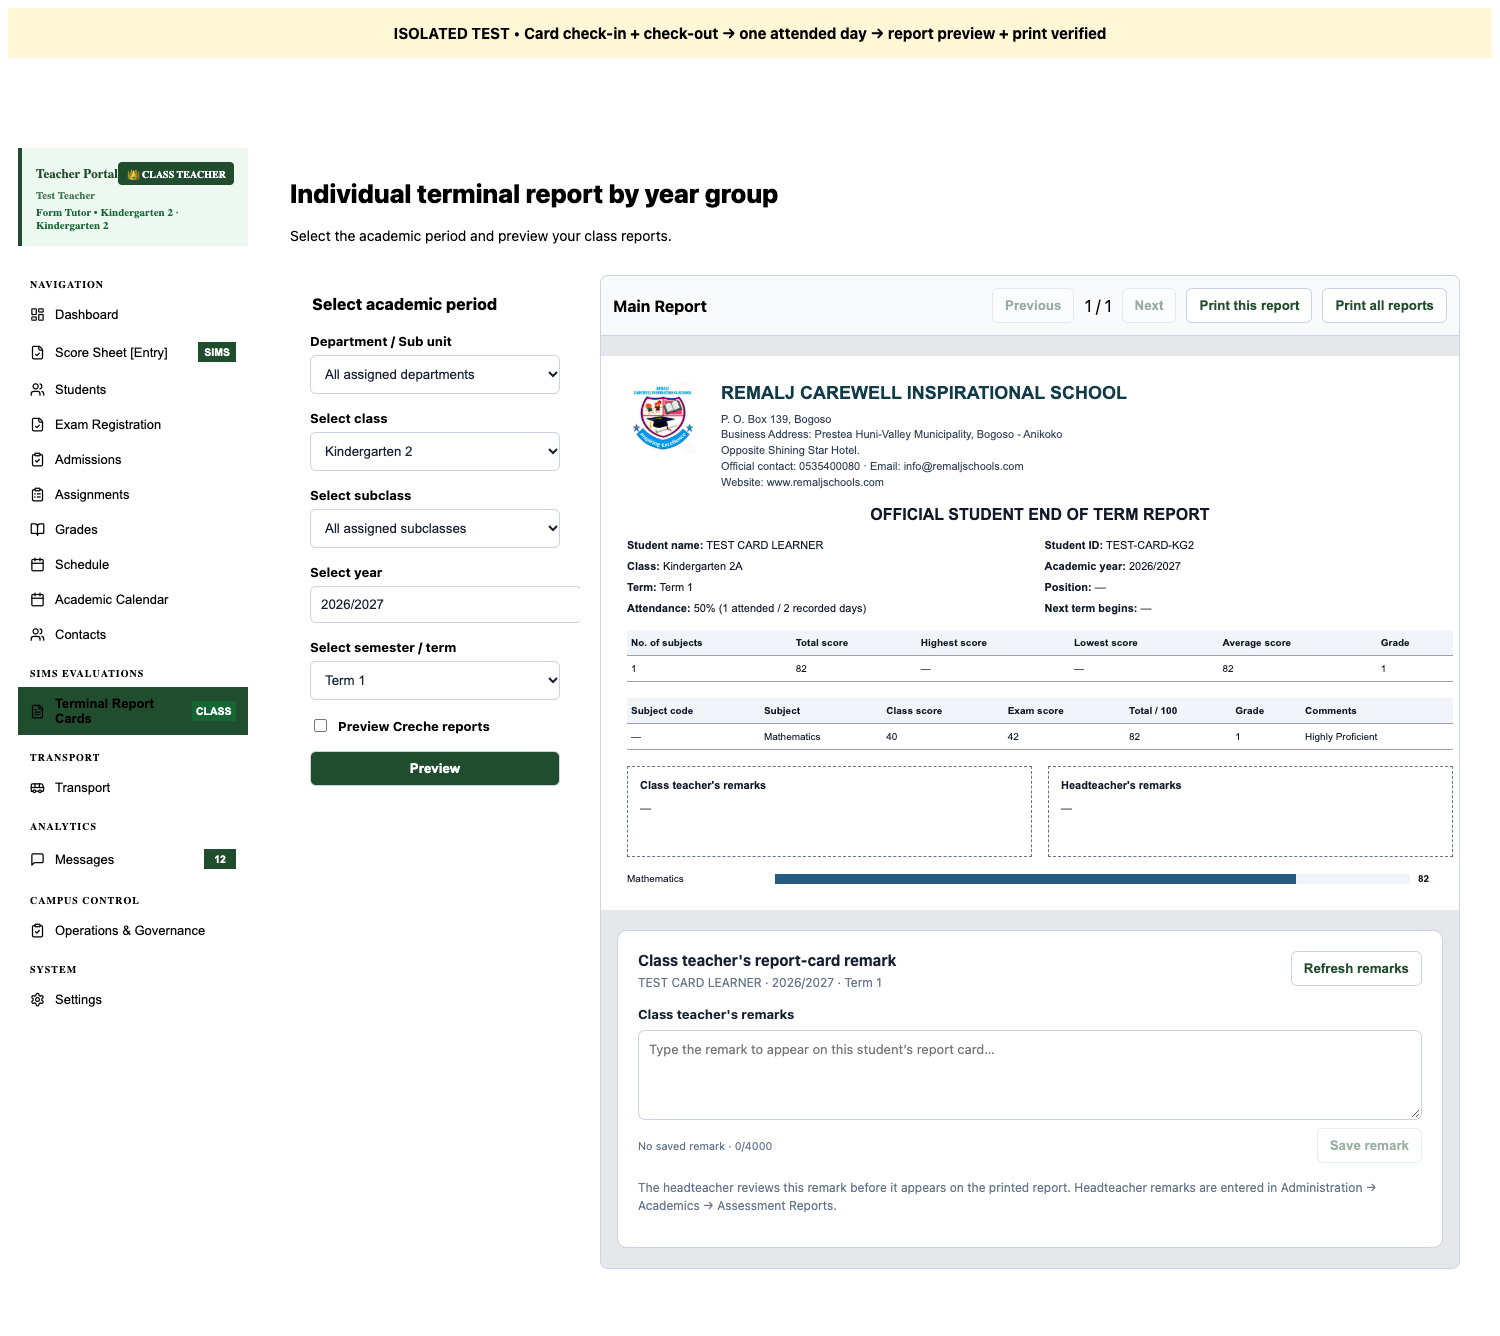 ISOLATED TEST • Card check-in + check-out → one attended day → report preview + print verified
Teacher Portal
CLASS TEACHER
Test Teacher
Form Tutor • Kindergarten 2 ·
Kindergarten 2
NAVIGATION
Dashboard
Score Sheet [Entry] SIMS
Students
Exam Registration
Admissions
Assignments
Grades
Schedule
Academic Calendar
Contacts
SIMS EVALUATIONS
Terminal Report
Cards
CLASS
TRANSPORT
Transport
ANALYTICS
Messages 12
CAMPUS CONTROL
Operations & Governance
SYSTEM
Settings
Individual terminal report by year group
Select the academic period and preview your class reports.
Select academic period
Department / Sub unit
All assigned departments
Select class
Kindergarten 2
Select subclass
All assigned subclasses
Select year
2026/2027
Select semester / term
Term 1
Preview Creche reports
Preview
Main Report Previous 1 / 1 Next Print this report Print all reports
REMALJ
CAREWELL INSPIRATIONAL SCHOOL
Inspiring Excellence
REMALJ CAREWELL INSPIRATIONAL SCHOOL
P. O. Box 139, Bogoso
Business Address: Prestea Huni-Valley Municipality, Bogoso - Anikoko
Opposite Shining Star Hotel.
Official contact: 0535400080 · Email: info@remaljschools.com
Website: www.remaljschools.com
OFFICIAL STUDENT END OF TERM REPORT
Student name: TEST CARD LEARNER Student ID: TEST-CARD-KG2
Class: Kindergarten 2A Academic year: 2026/2027
Term: Term 1 Position: —
Attendance: 50% (1 attended / 2 recorded days) Next term begins: —
No. of subjects Total score Highest score Lowest score Average score Grade
1 82 — — 82 1
Subject code Subject Class score Exam score Total / 100 Grade Comments
— Mathematics 40 42 82 1 Highly Proficient
Class teacher's remarks
—
Headteacher's remarks
—
Mathematics 82
Class teacher's report-card remark
TEST CARD LEARNER · 2026/2027 · Term 1
Refresh remarks
Class teacher's remarks
Type the remark to appear on this student’s report card...
No saved remark · 0/4000
Save remark
The headteacher reviews this remark before it appears on the printed report. Headteacher remarks are entered in Administration →
Academics → Assessment Reports.